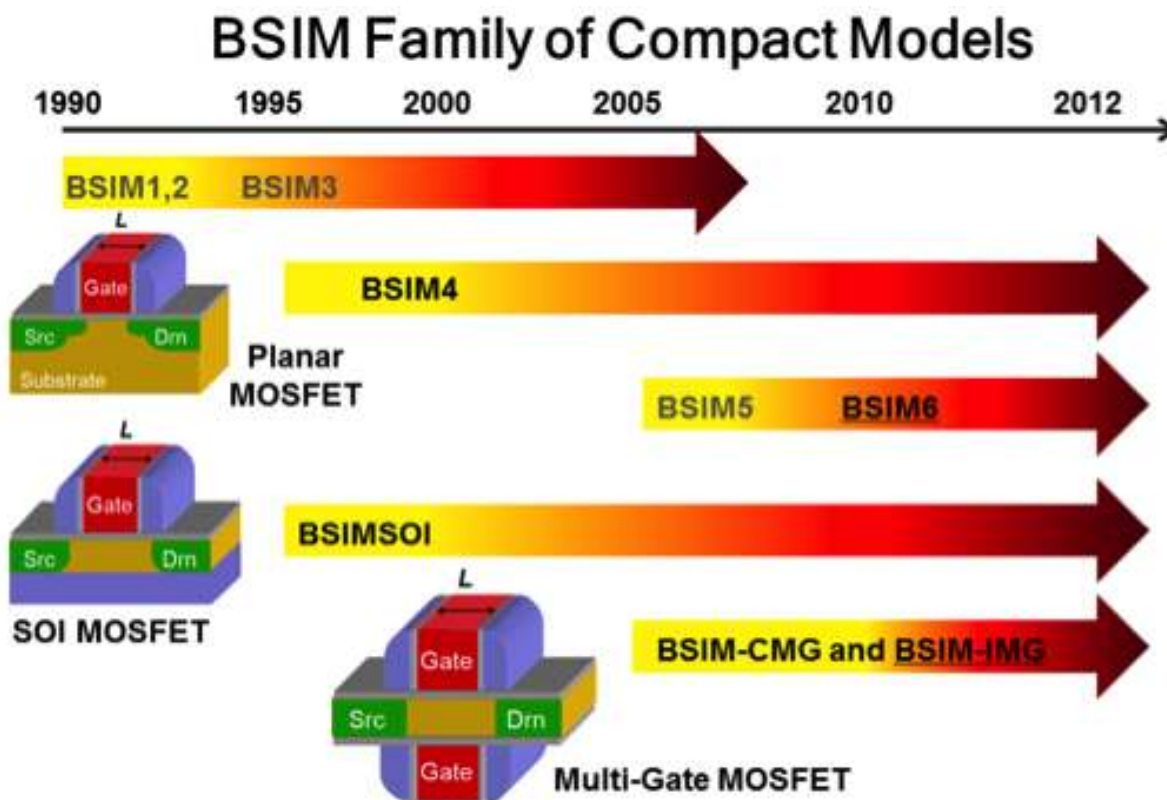 BSIM Family of Compact Models
1990 1995 2000 2005 2010 2012
BSIM1,2 BSIM3
L
Gate
Src Drn
Substrate
BSIM4
Planar
MOSFET
BSIM5 BSIM6
L
Gate
Src Drn
SOI MOSFET
BSIMSOI
L
Gate
Src Drn
Gate
BSIM-CMG and BSIM-IMG
Multi-Gate MOSFET